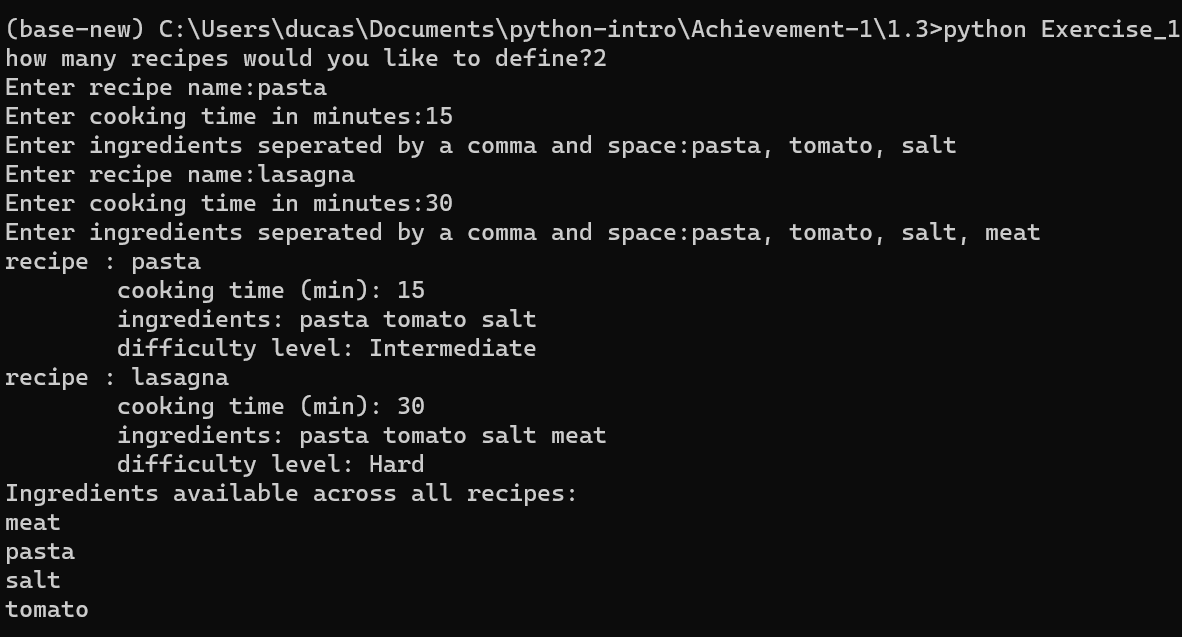 (base-new) C:\Users\ducas\Documents\python-intro\Achievement-1\1.3>python Exercise_1
how many recipes would you like to define?2
Enter recipe name:pasta
Enter cooking time in minutes:15
Enter ingredients seperated by a comma and space:pasta, tomato, salt
Enter recipe name:lasagna
Enter cooking time in minutes:30
Enter ingredients seperated by a comma and space:pasta, tomato, salt, meat
recipe : pasta
        cooking time (min): 15
        ingredients: pasta tomato salt
        difficulty level: Intermediate
recipe : lasagna
        cooking time (min): 30
        ingredients: pasta tomato salt meat
        difficulty level: Hard
Ingredients available across all recipes:
meat
pasta
salt
tomato